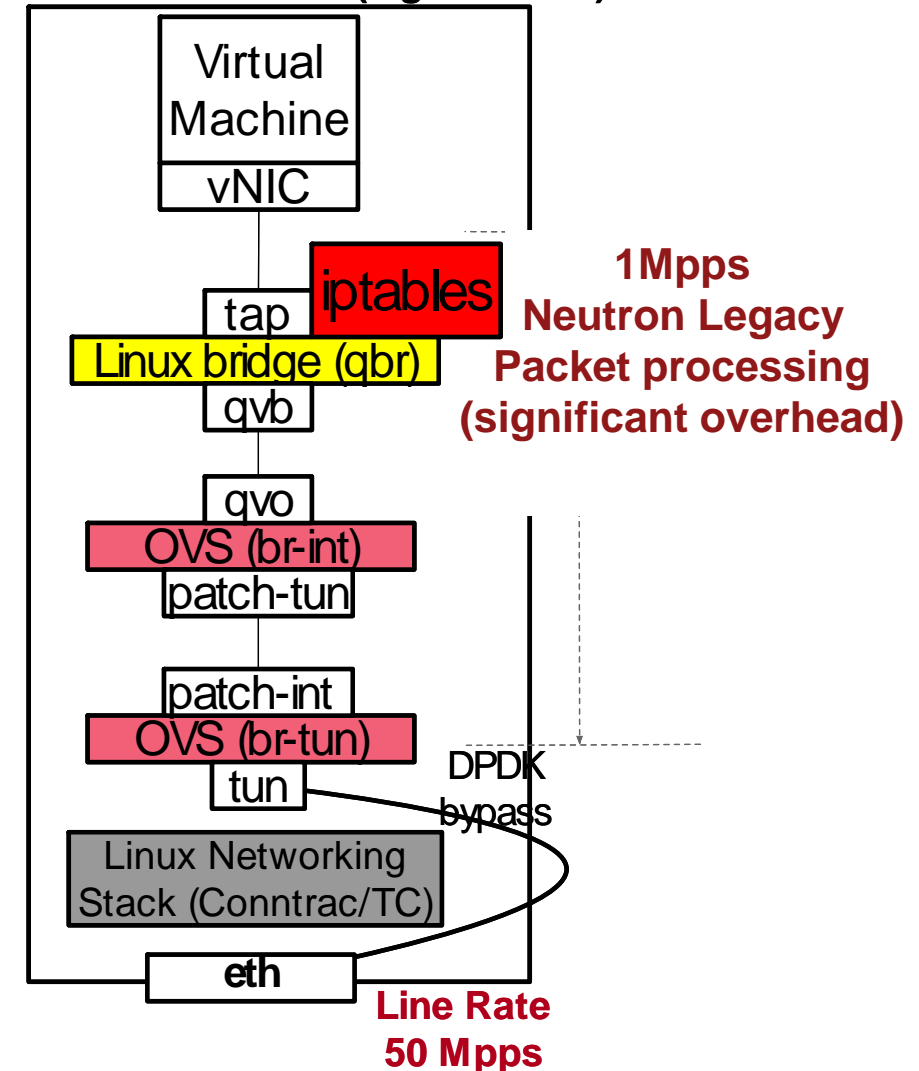 Virtual
Machine
vNIC
iptables
tap
Linux bridge (qbr)
qvb
1Mpps
Neutron Legacy
Packet processing
(significant overhead)
qvo
OVS (br-int)
patch-tun
patch-int
OVS (br-tun)
tun
DPDK
bypass
Linux Networking
Stack (Conntrac/TC)
eth
Line Rate
50 Mpps